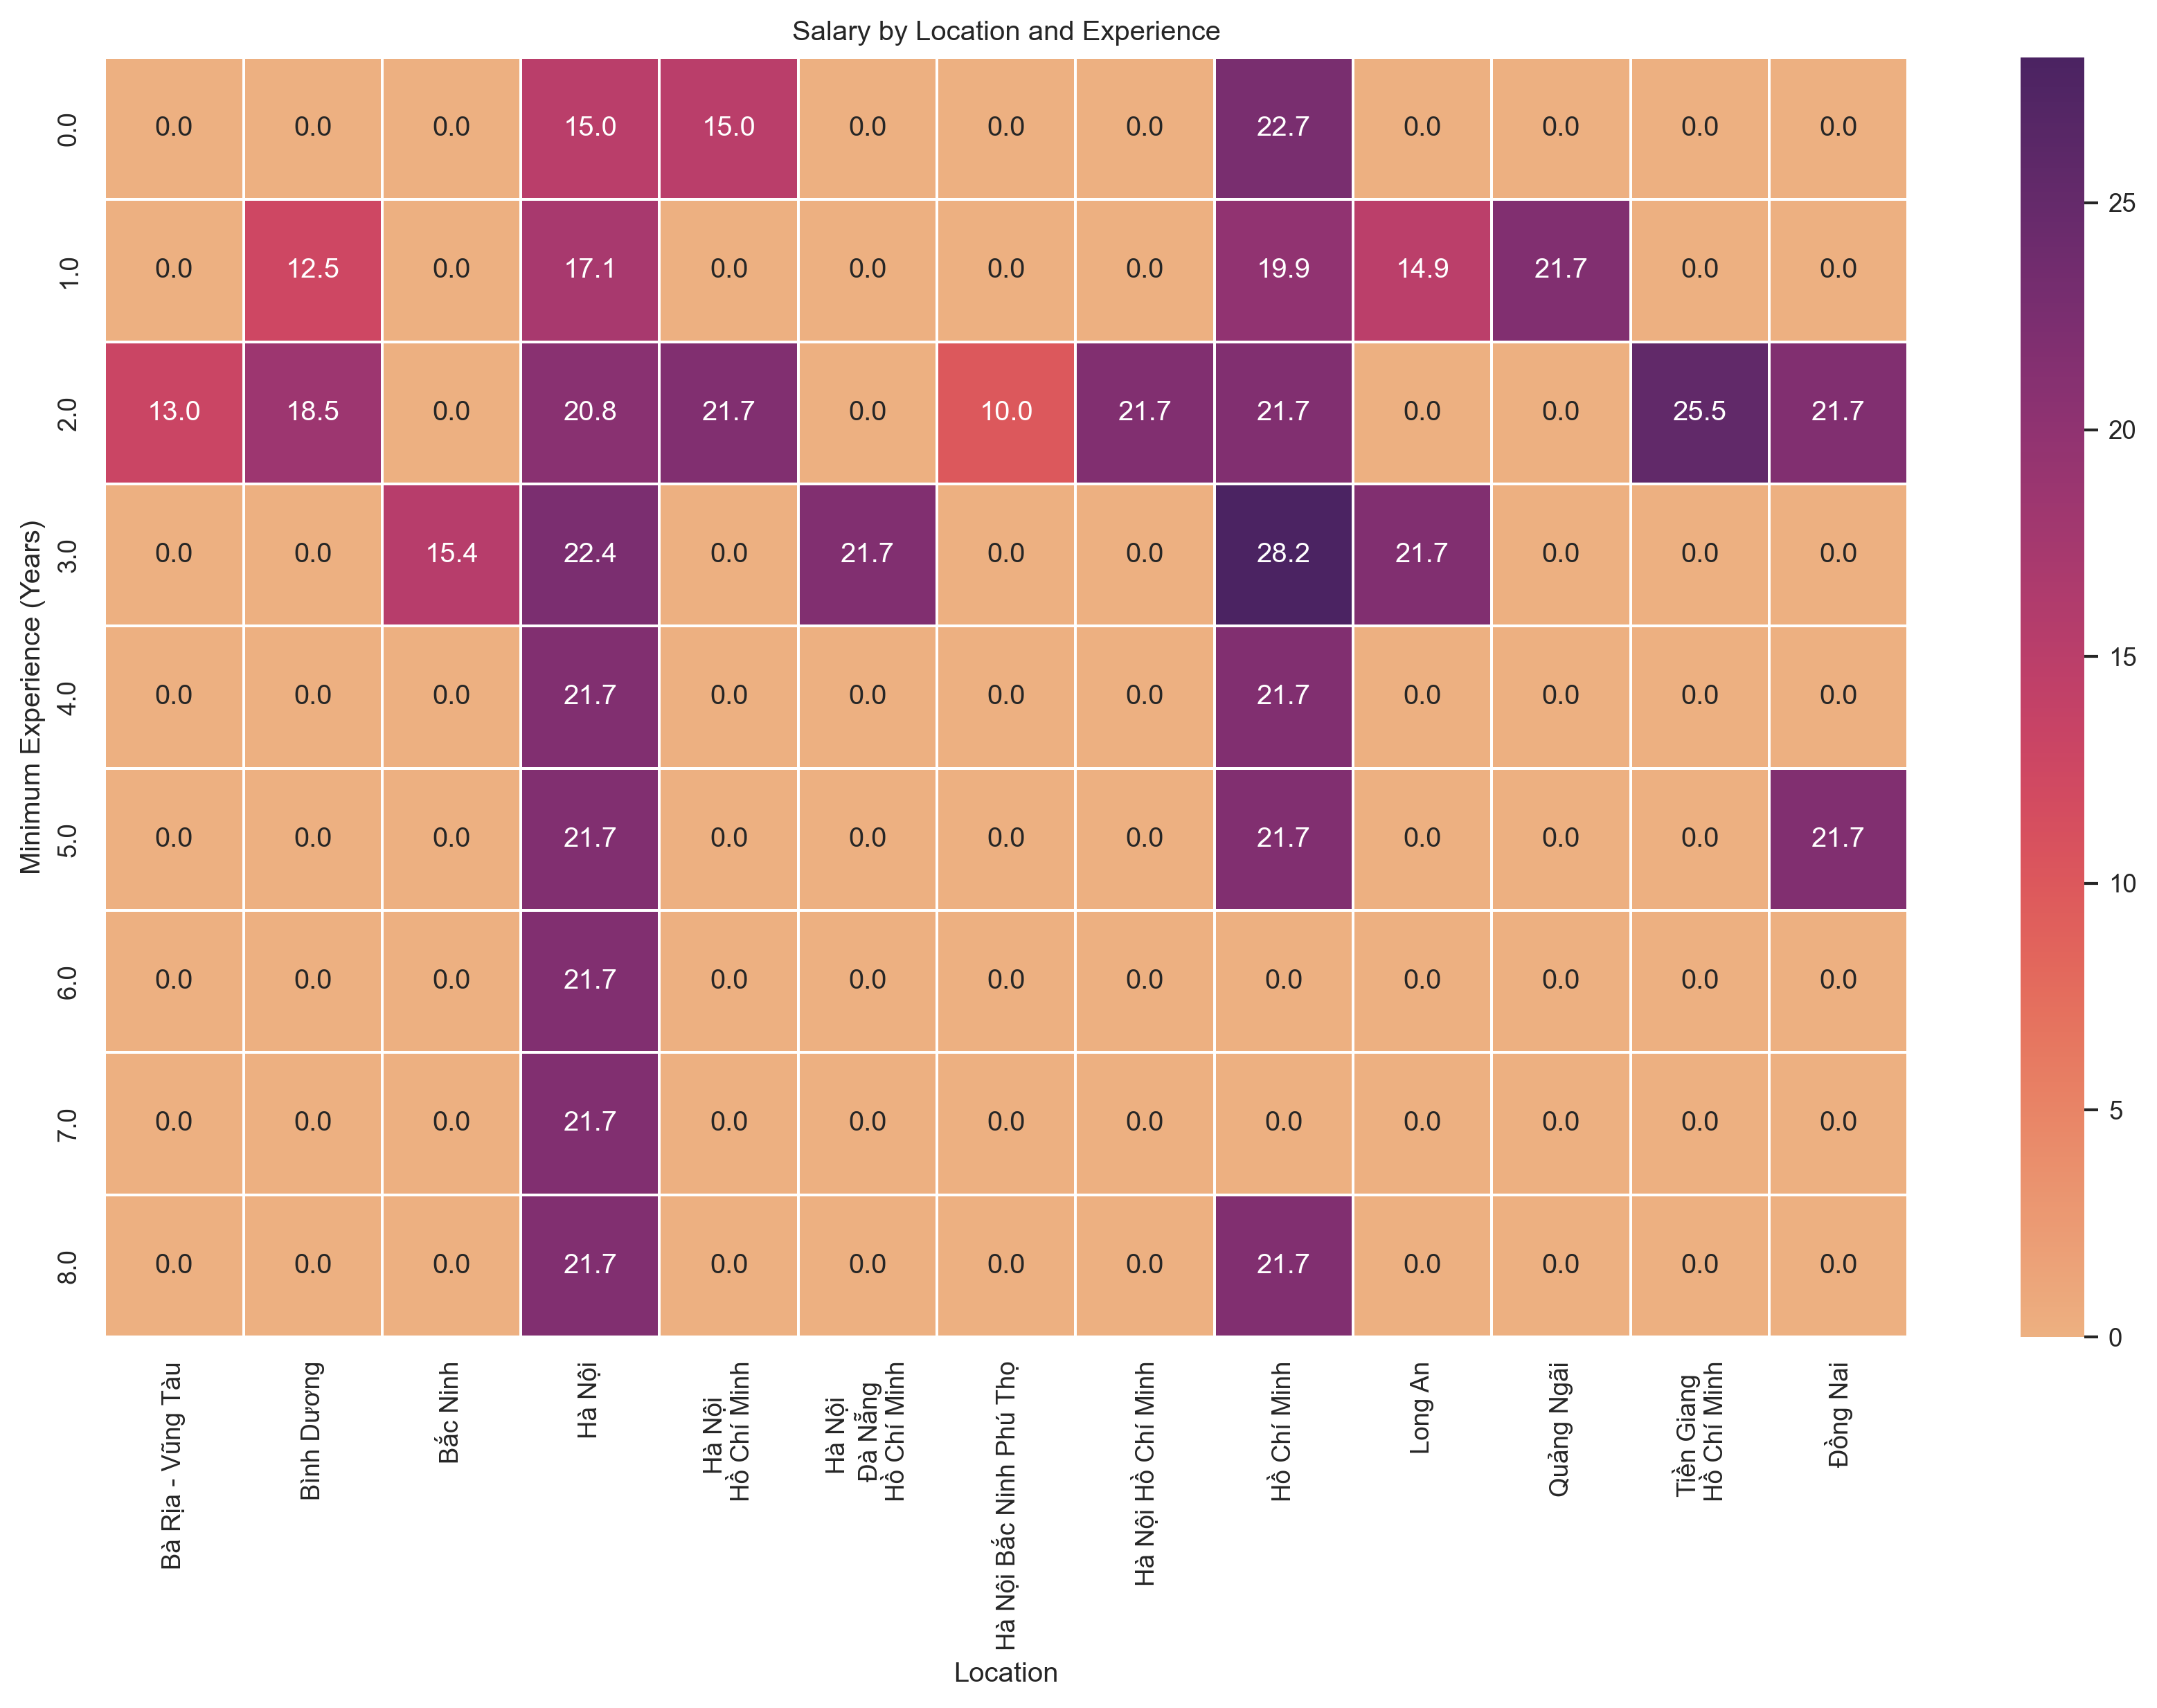 Salary by Location and Experience
Minimum Experience (Years)
0.0 0.0 0.0 0.0 15.0 15.0 0.0 0.0 0.0 22.7 0.0 0.0 0.0 0.0
1.0 0.0 12.5 0.0 17.1 0.0 0.0 0.0 0.0 19.9 14.9 21.7 0.0 0.0
2.0 13.0 18.5 0.0 20.8 21.7 0.0 10.0 21.7 21.7 0.0 0.0 25.5 21.7
3.0 0.0 0.0 15.4 22.4 0.0 21.7 0.0 0.0 28.2 21.7 0.0 0.0 0.0
4.0 0.0 0.0 0.0 21.7 0.0 0.0 0.0 0.0 21.7 0.0 0.0 0.0 0.0
5.0 0.0 0.0 0.0 21.7 0.0 0.0 0.0 0.0 21.7 0.0 0.0 0.0 21.7
6.0 0.0 0.0 0.0 21.7 0.0 0.0 0.0 0.0 0.0 0.0 0.0 0.0 0.0
7.0 0.0 0.0 0.0 21.7 0.0 0.0 0.0 0.0 0.0 0.0 0.0 0.0 0.0
8.0 0.0 0.0 0.0 21.7 0.0 0.0 0.0 0.0 21.7 0.0 0.0 0.0 0.0
Bà Rịa - Vũng Tàu
Bình Dương
Bắc Ninh
Hà Nội
Hà Nội
Hồ Chí Minh
Hà Nội
Đà Nẵng
Hồ Chí Minh
Hà Nội Bắc Ninh Phú Thọ
Hà Nội Hồ Chí Minh
Hồ Chí Minh
Long An
Quảng Ngãi
Tiền Giang
Hồ Chí Minh
Đồng Nai
Location
25
20
15
10
5
0